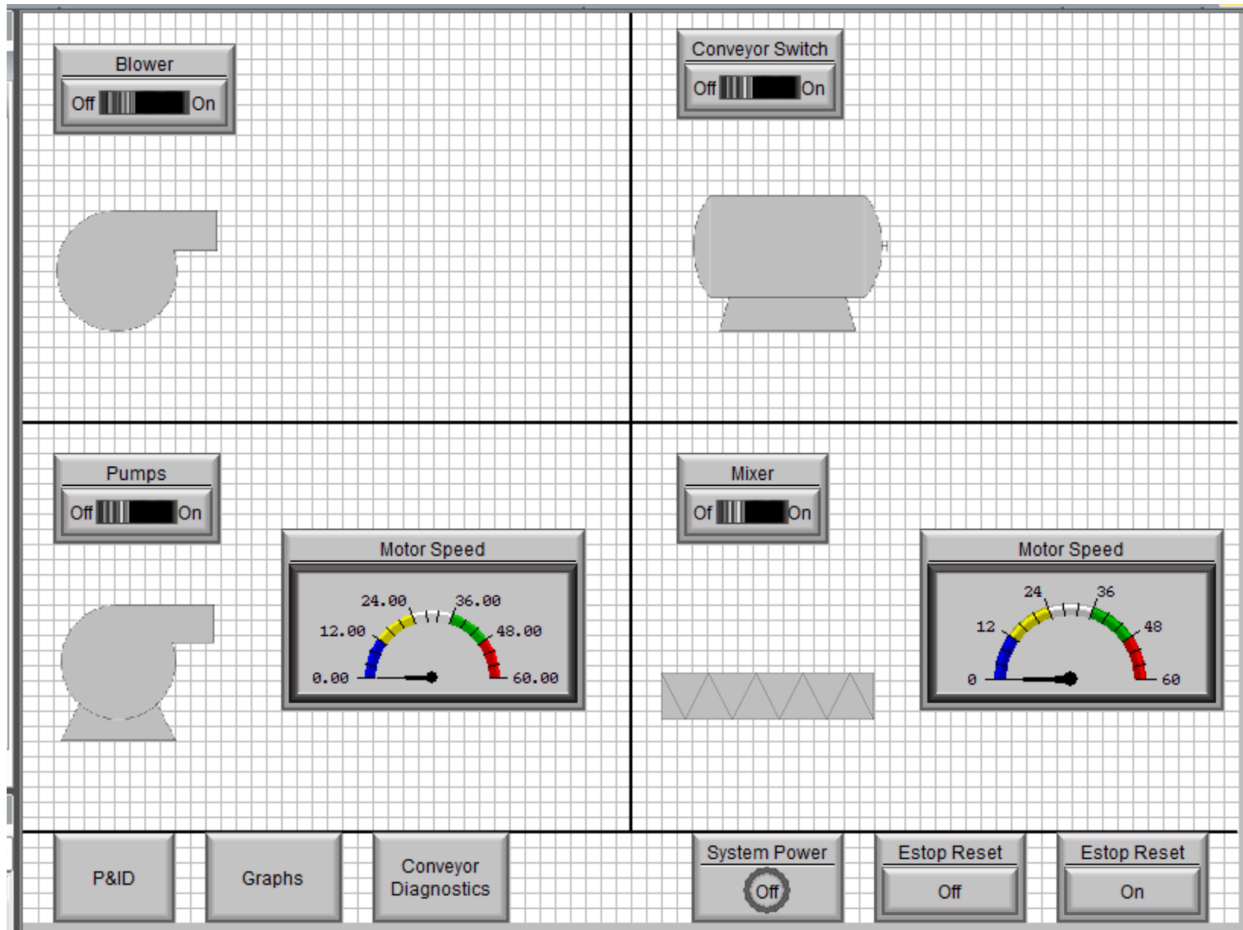 Blower
Off On
Conveyor Switch
Off On
Pumps
Off On
Motor Speed
24.00 36.00
12.00 48.00
0.00 60.00
Mixer
Of On
Motor Speed
24 36
12 48
0 60
P&ID
Graphs
Conveyor
Diagnostics
System Power
Off
Estop Reset
Off
Estop Reset
On